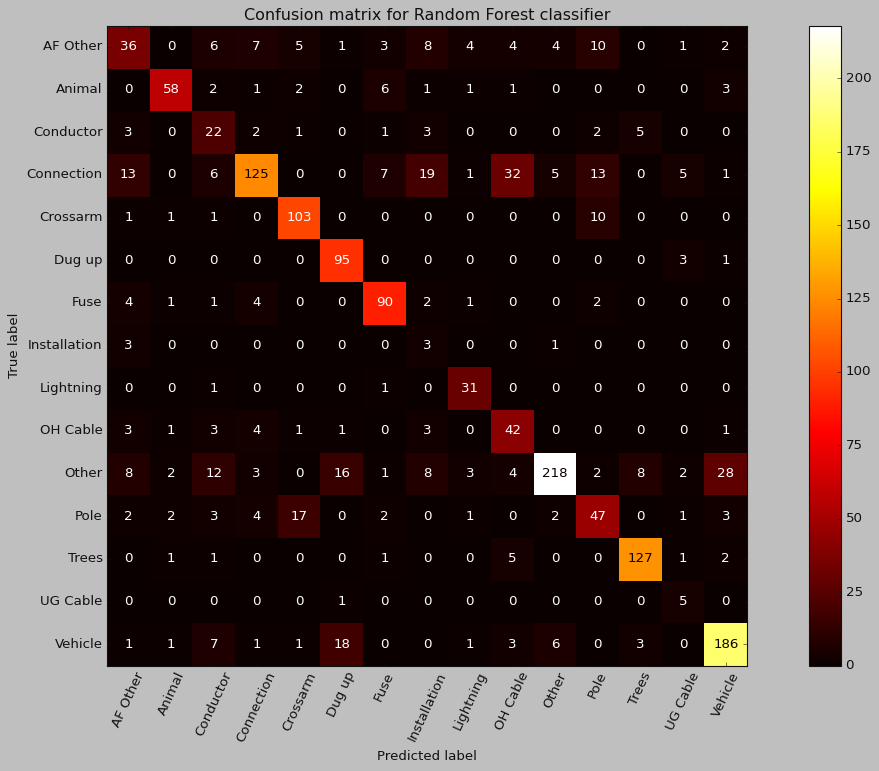 Confusion matrix for Random Forest classifier
AF Other 36 0 6 7 5 1 3 8 4 4 4 10 0 1 2
Animal 0 58 2 1 2 0 6 1 1 1 0 0 0 0 3
Conductor 3 0 22 2 1 0 1 3 0 0 0 2 5 0 0
Connection 13 0 6 125 0 0 7 19 1 32 5 13 0 5 1
Crossarm 1 1 1 0 103 0 0 0 0 0 0 10 0 0 0
Dug up 0 0 0 0 0 95 0 0 0 0 0 0 0 3 1
Fuse 4 1 1 4 0 0 90 2 1 0 0 2 0 0 0
Installation 3 0 0 0 0 0 0 3 0 0 1 0 0 0 0
Lightning 0 0 1 0 0 0 1 0 31 0 0 0 0 0 0
OH Cable 3 1 3 4 1 1 0 3 0 42 0 0 0 0 1
Other 8 2 12 3 0 16 1 8 3 4 218 2 8 2 28
Pole 2 2 3 4 17 0 2 0 1 0 2 47 0 1 3
Trees 0 1 1 0 0 0 1 0 0 5 0 0 127 1 2
UG Cable 0 0 0 0 0 1 0 0 0 0 0 0 0 5 0
Vehicle 1 1 7 1 1 18 0 0 1 3 6 0 3 0 186
True label
AF Other Animal Conductor Connection Crossarm Dug up Fuse Installation Lightning OH Cable Other Pole Trees UG Cable Vehicle
Predicted label
200
175
150
125
100
75
50
25
0